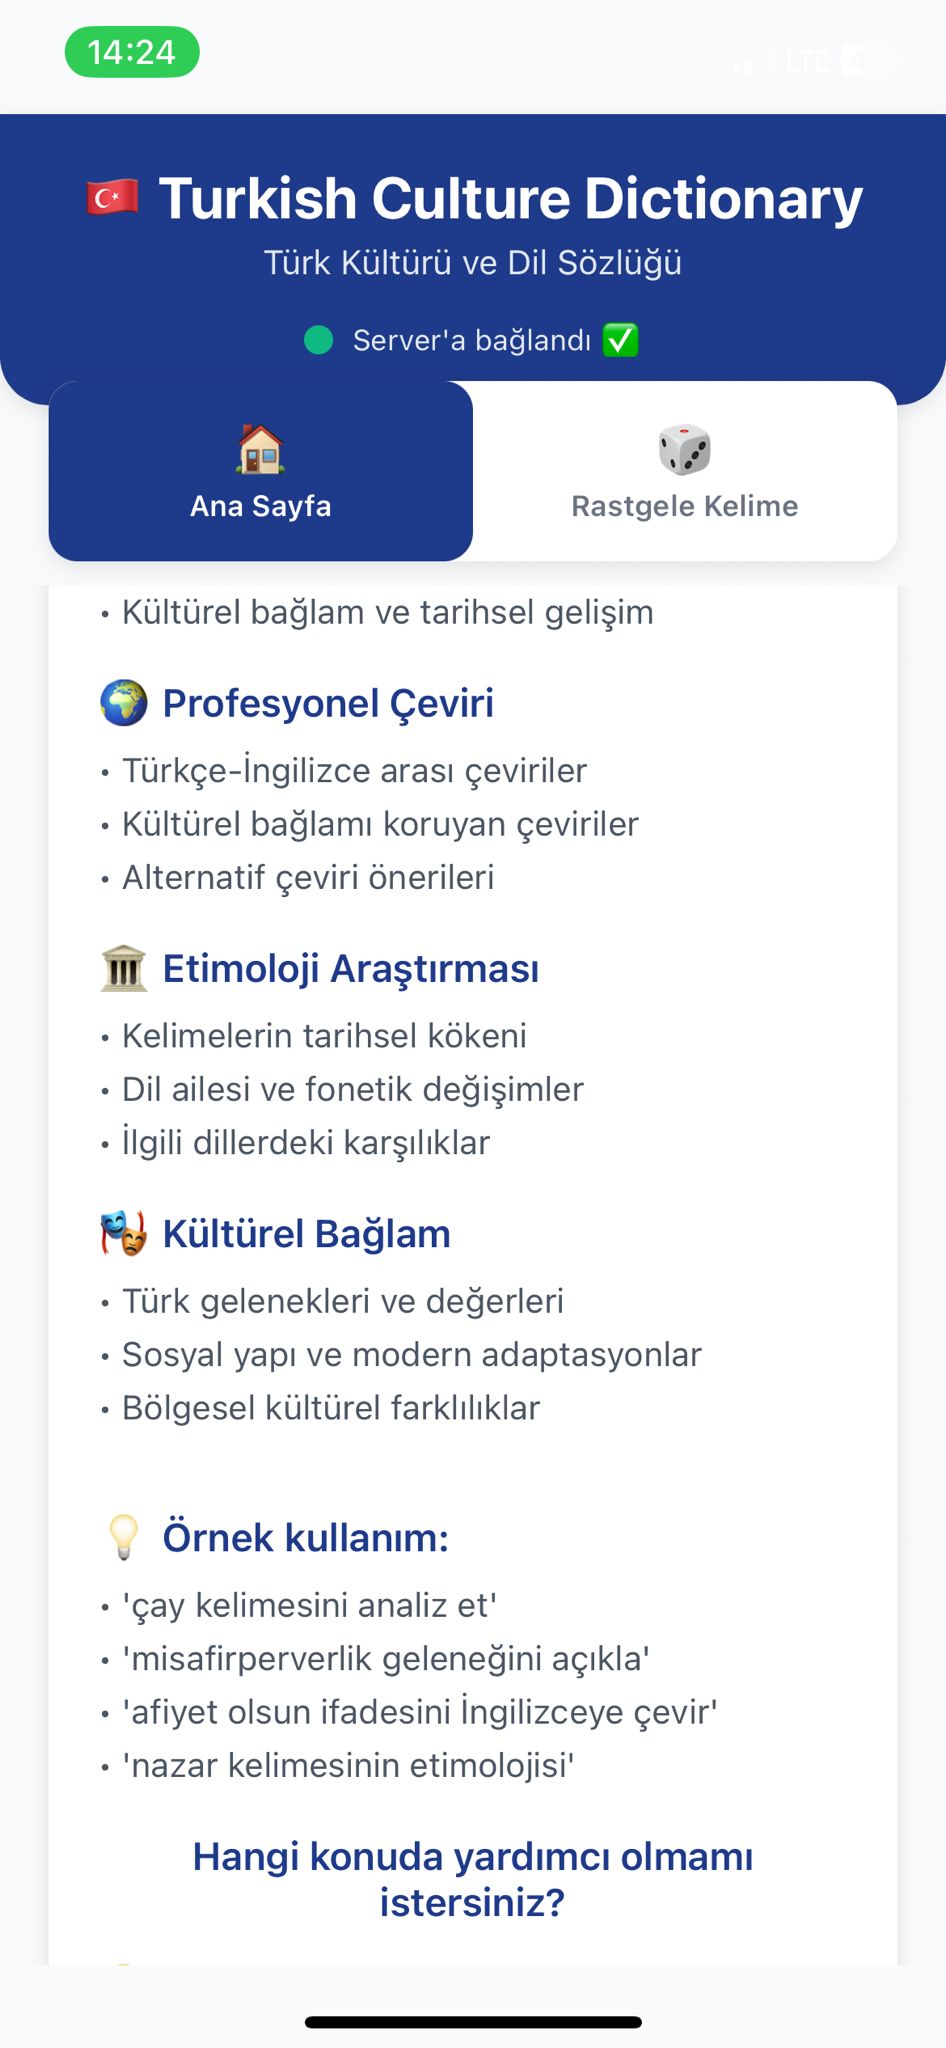 14:24
LTE 40
Turkish Culture Dictionary
Türk Kültürü ve Dil Sözlüğü
Server'a bağlandı
Ana Sayfa
Rastgele Kelime
• Kültürel bağlam ve tarihsel gelişim
Profesyonel Çeviri
• Türkçe-İngilizce arası çeviriler
• Kültürel bağlamı koruyan çeviriler
• Alternatif çeviri önerileri
Etimoloji Araştırması
• Kelimelerin tarihsel kökeni
• Dil ailesi ve fonetik değişimler
• İlgili dillerdeki karşılıklar
Kültürel Bağlam
• Türk gelenekleri ve değerleri
• Sosyal yapı ve modern adaptasyonlar
• Bölgesel kültürel farklılıklar
Örnek kullanım:
• 'çay kelimesini analiz et'
• 'misafirperverlik geleneğini açıkla'
• 'afiyet olsun ifadesini İngilizceye çevir'
• 'nazar kelimesinin etimolojisi'
Hangi konuda yardımcı olmamı
istersiniz?